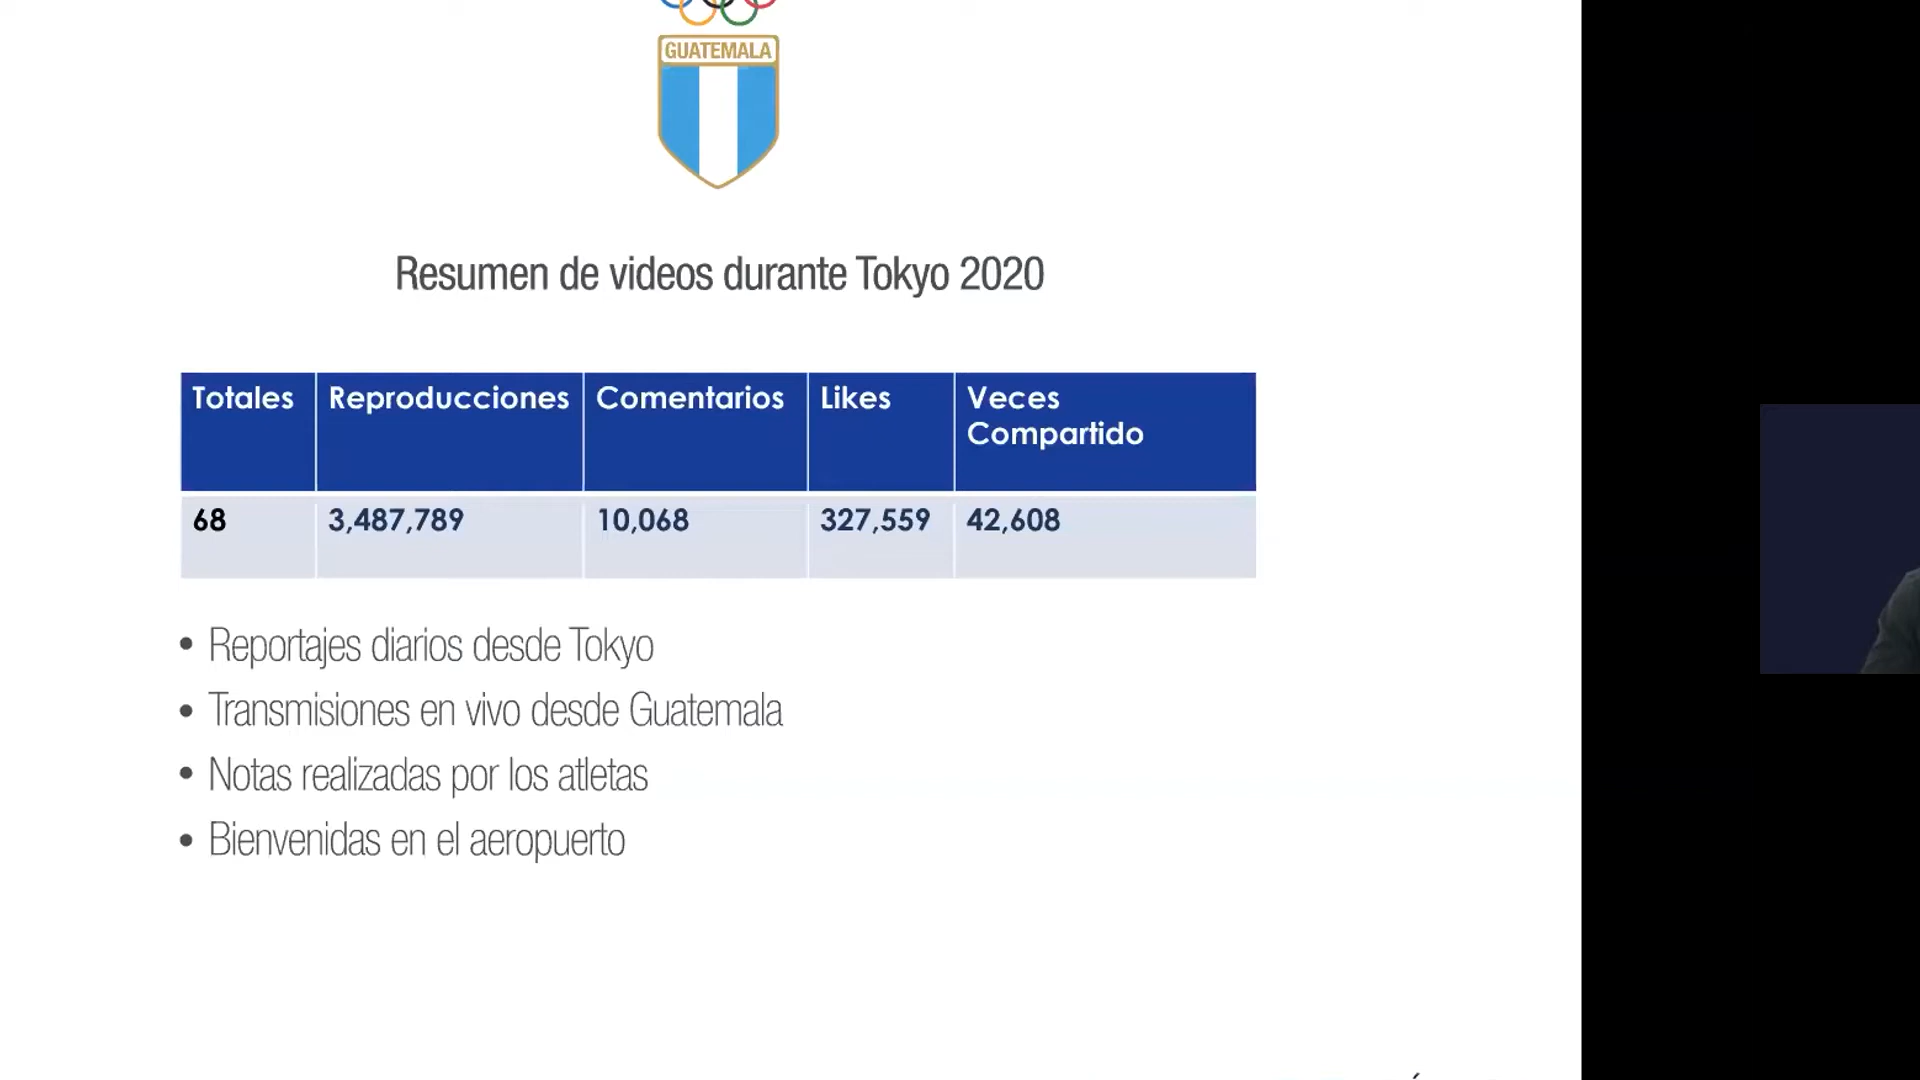 GUATEMALA
Resumen de videos durante Tokyo 2020
Totales Reproducciones Comentarios Likes Veces
Compartido
68 3,487,789 10,068 327,559 42,608
• Reportajes diarios desde Tokyo
• Transmisiones en vivo desde Guatemala
• Notas realizadas por los atletas
• Bienvenidas en el aeropuerto